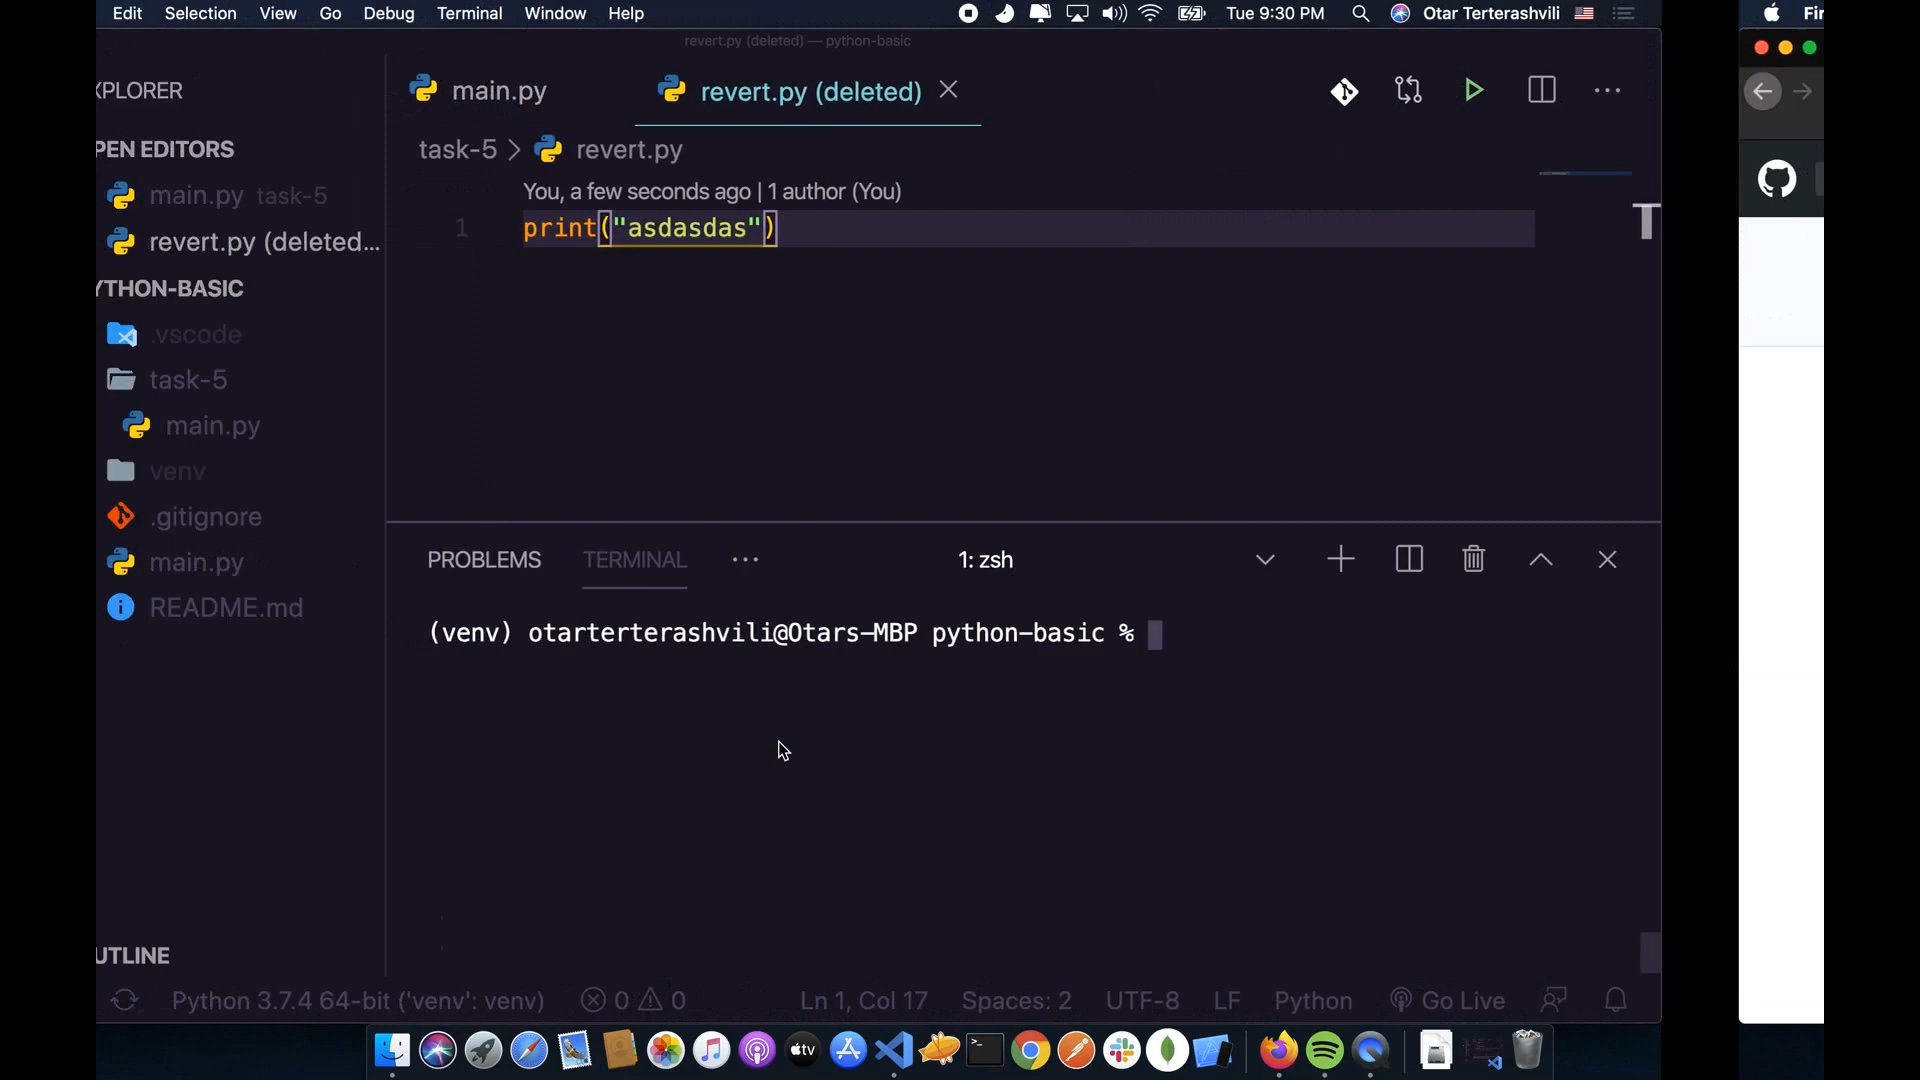 Edit Selection View Go Debug Terminal Window Help Tue 9:30 PM Otar Terterashvili
revert.py (deleted) — python-basic
XPLORER
PEN EDITORS
main.py task-5
revert.py (deleted...
YTHON-BASIC
.vscode
task-5
main.py
venv
.gitignore
main.py
README.md
UTLINE
main.py revert.py (deleted)
task-5 > revert.py
You, a few seconds ago | 1 author (You)
1 print("asdasdas")
PROBLEMS TERMINAL ··· 1: zsh
(venv) otarterterashvili@Otars-MBP python-basic %
Python 3.7.4 64-bit ('venv': venv) 0 0 Ln 1, Col 17 Spaces: 2 UTF-8 LF Python Go Live
tv
Fir